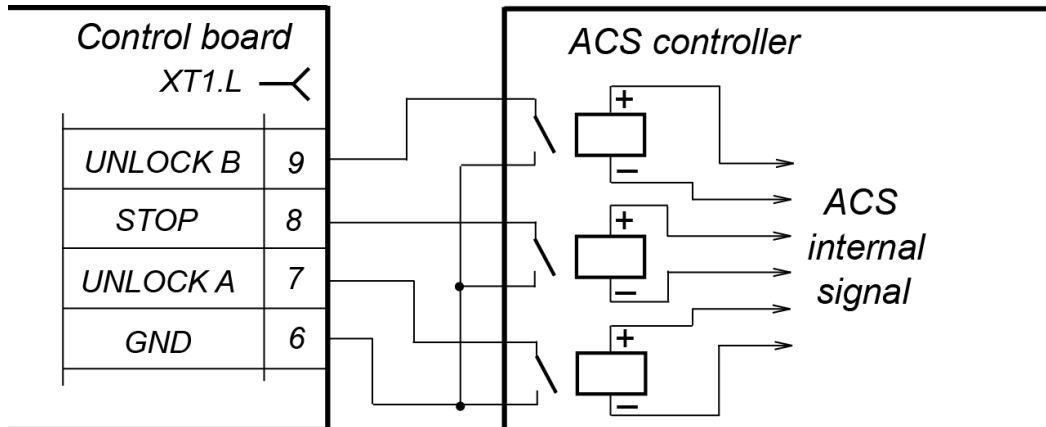 Control board
XT1.L
UNLOCK B 9
STOP 8
UNLOCK A 7
GND 6
ACS controller
+
−
+
−
+
−
ACS
internal
signal